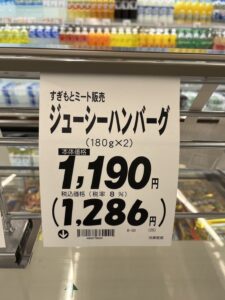 すぎもとミート販売
ジューシーハンバーグ
(180g×2)
本体価格
1,190円
税込価格(税率 8%)
(1,286円)